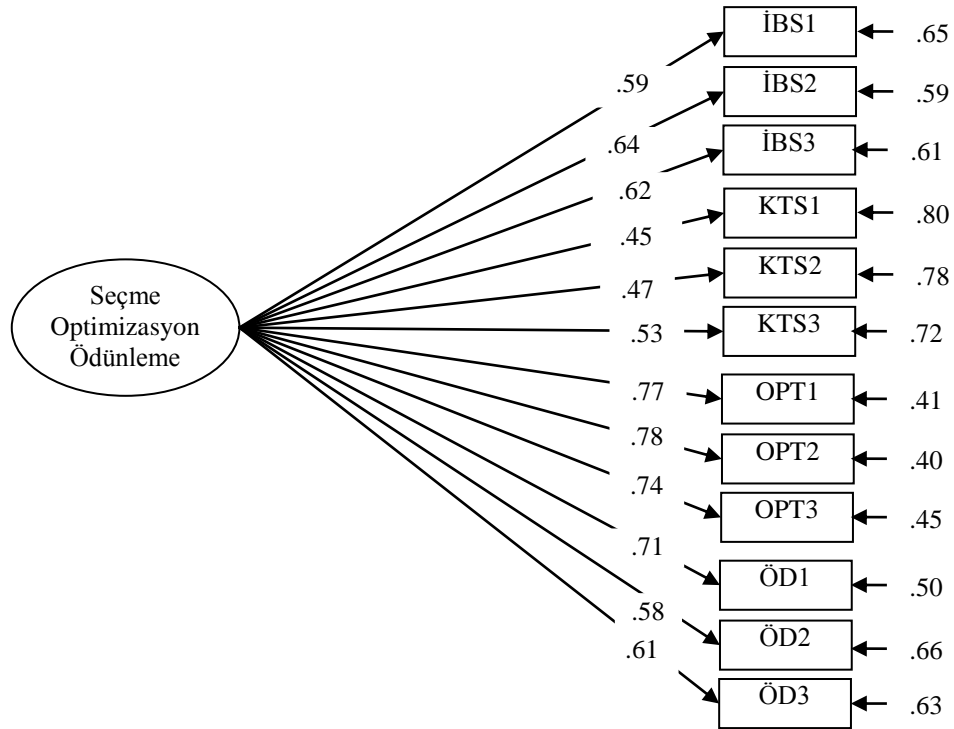 İBS1
.65
.59
İBS2
.59
.64
İBS3
.61
.62
KTS1
.80
.45
KTS2
.78
.47
Seçme
Optimizasyon
Ödünleme
KTS3
.72
.53
OPT1
.41
.77
OPT2
.40
.78
OPT3
.45
.74
ÖD1
.50
.71
ÖD2
.66
.58
ÖD3
.63
.61